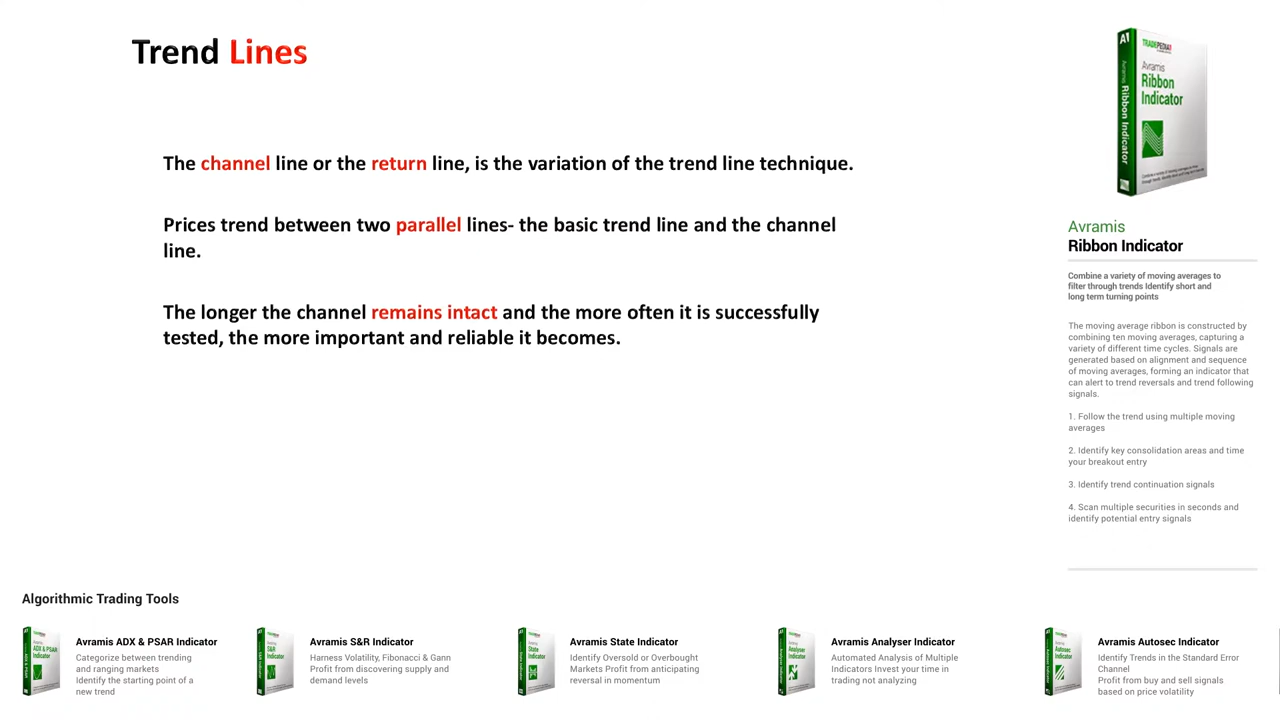 Trend Lines
The channel line or the return line, is the variation of the trend line technique.
Prices trend between two parallel lines- the basic trend line and the channel
line.
The longer the channel remains intact and the more often it is successfully
tested, the more important and reliable it becomes.
A1
TRADEPEDIA
Avramis
Ribbon
Indicator
Avramis Ribbon Indicator
Avramis
Ribbon Indicator
Combine a variety of moving averages to
filter through trends Identify short and
long term turning points
The moving average ribbon is constructed by
combining ten moving averages, capturing a
variety of different time cycles. Signals are
generated based on alignment and sequence
of moving averages, forming an indicator that
can alert to trend reversals and trend following
signals.
1. Follow the trend using multiple moving
averages
2. Identify key consolidation areas and time
your breakout entry
3. Identify trend continuation signals
4. Scan multiple securities in seconds and
identify potential entry signals
Algorithmic Trading Tools
Avramis ADX & PSAR Indicator
Categorize between trending
and ranging markets
Identify the starting point of a
new trend
Avramis S&R Indicator
Harness Volatility, Fibonacci & Gann
Profit from discovering supply and
demand levels
Avramis State Indicator
Identify Oversold or Overbought
Markets Profit from anticipating
reversal in momentum
Avramis Analyser Indicator
Automated Analysis of Multiple
Indicators Invest your time in
trading not analyzing
Avramis Autosec Indicator
Identify Trends in the Standard Error
Channel
Profit from buy and sell signals
based on price volatility